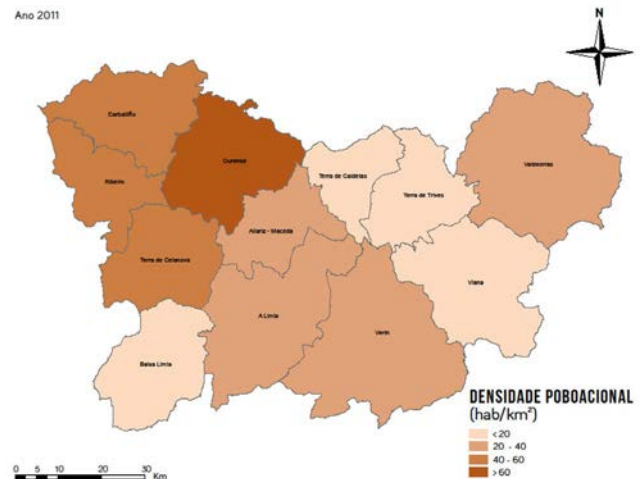 Ano 2011
N
Carballiño
Ourense
Ribeiro
Terra de Caldelas
Terra de Trives
Valdeorras
Allariz - Maceda
Terra de Celanova
Viana
A Limia
Verín
Baixa Limia
DENSIDADE POBOACIONAL
(hab/km²)
<20
20 - 40
40 - 60
>60
0 5 10 20 30
Km